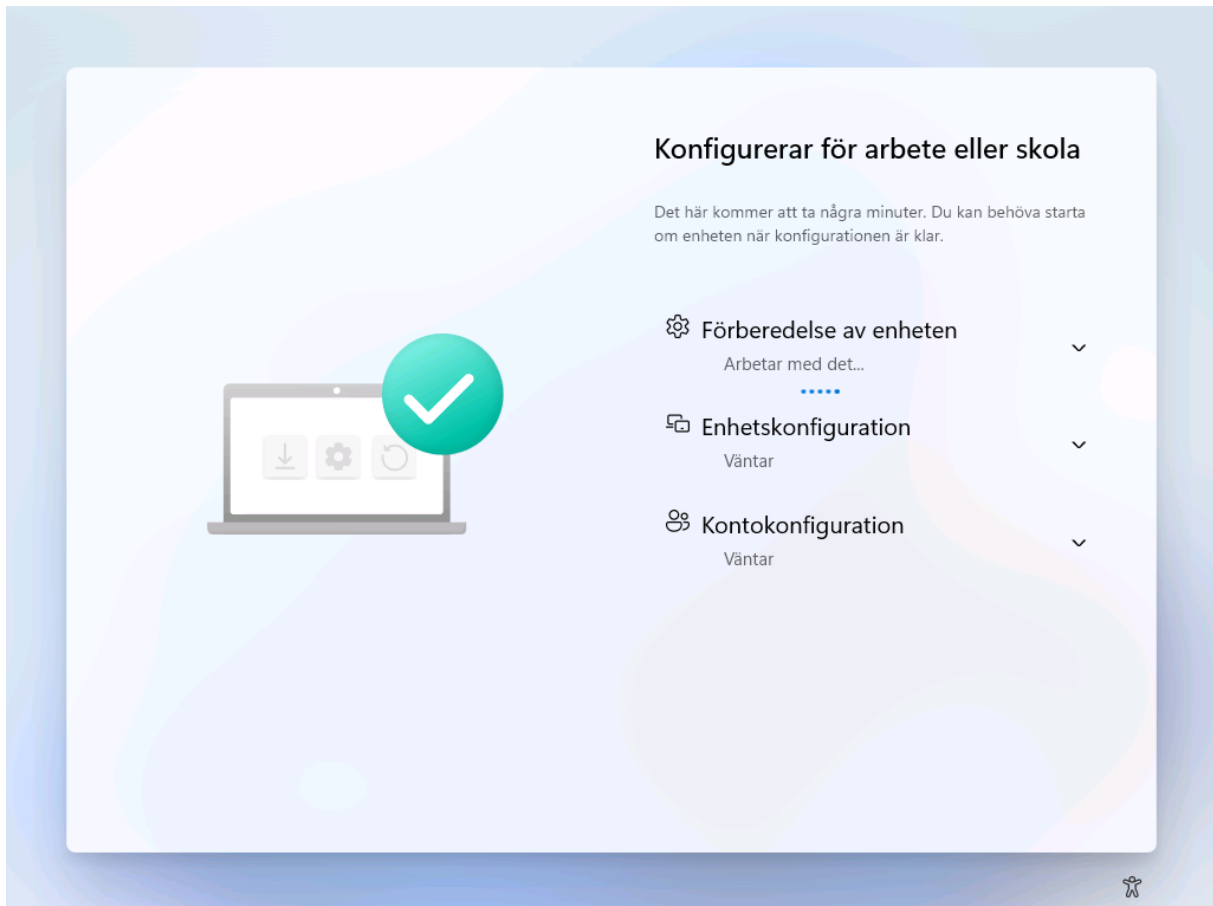 Konfigurerar för arbete eller skola
Det här kommer att ta några minuter. Du kan behöva starta
om enheten när konfigurationen är klar.
Förberedelse av enheten
Arbetar med det...
Enhetskonfiguration
Väntar
Kontokonfiguration
Väntar